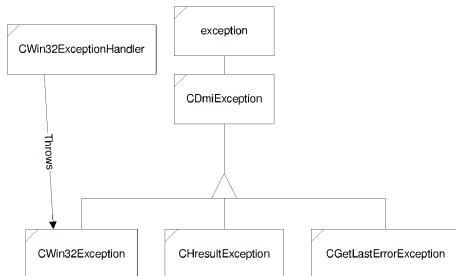 exception
CWin32ExceptionHandler
CDmiException
Throws
CWin32Exception
CHresultException
CGetLastErrorException